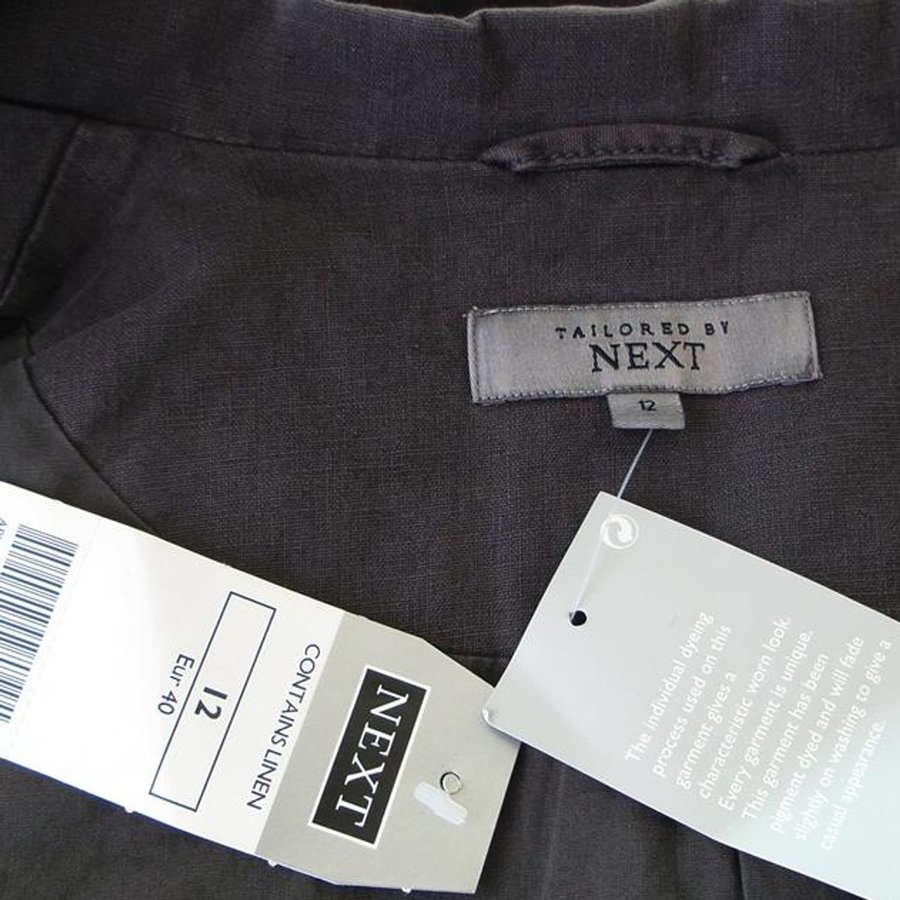 TAILORED BY
NEXT
12
NEXT
CONTAINS LINEN
12
Eur 40
The individual dyeing
process used on this
garment gives a
characteristic worn look.
Every garment is unique.
This garment has been
pigment dyed and will fade
slightly on washing to give a
casual appearance.